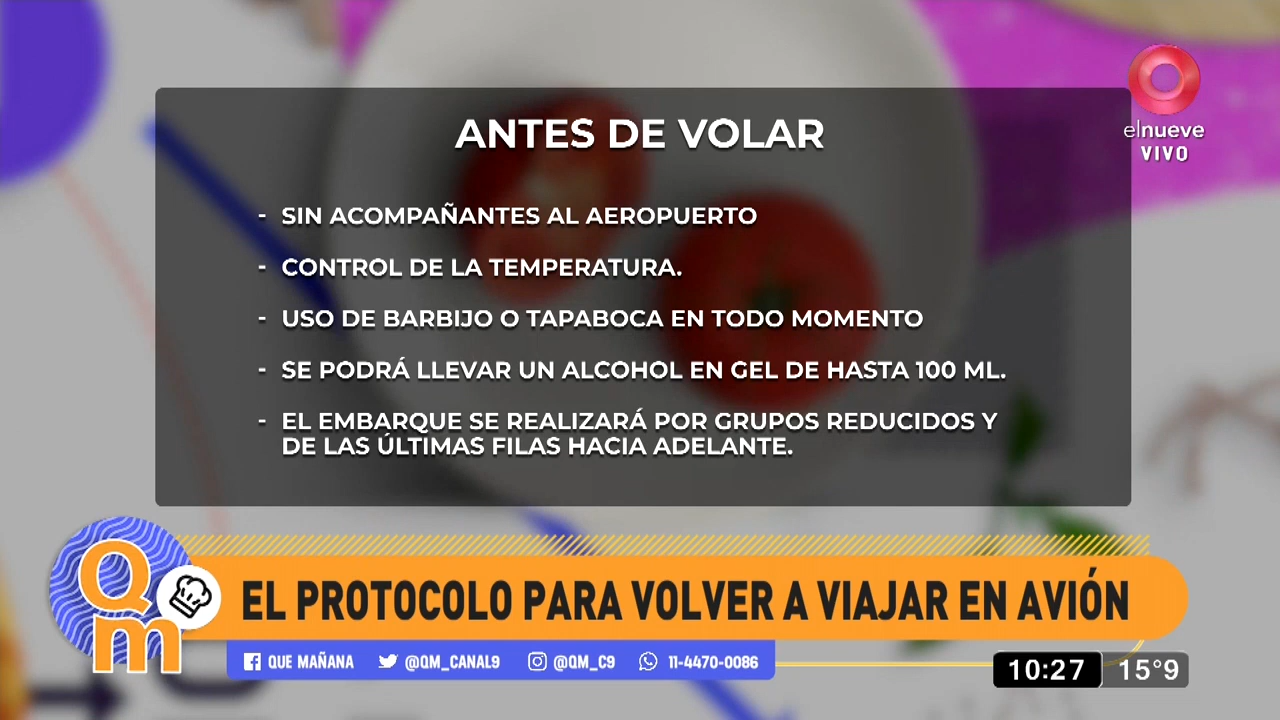 ANTES DE VOLAR
elnueve
VIVO
- SIN ACOMPAÑANTES AL AEROPUERTO
- CONTROL DE LA TEMPERATURA.
- USO DE BARBIJO O TAPABOCA EN TODO MOMENTO
- SE PODRÁ LLEVAR UN ALCOHOL EN GEL DE HASTA 100 ML.
- EL EMBARQUE SE REALIZARÁ POR GRUPOS REDUCIDOS Y
DE LAS ÚLTIMAS FILAS HACIA ADELANTE.
Qm
EL PROTOCOLO PARA VOLVER A VIAJAR EN AVIÓN
QUE MAÑANA @QM_CANAL9 @QM_C9 11-4470-0086
10:27 15°9